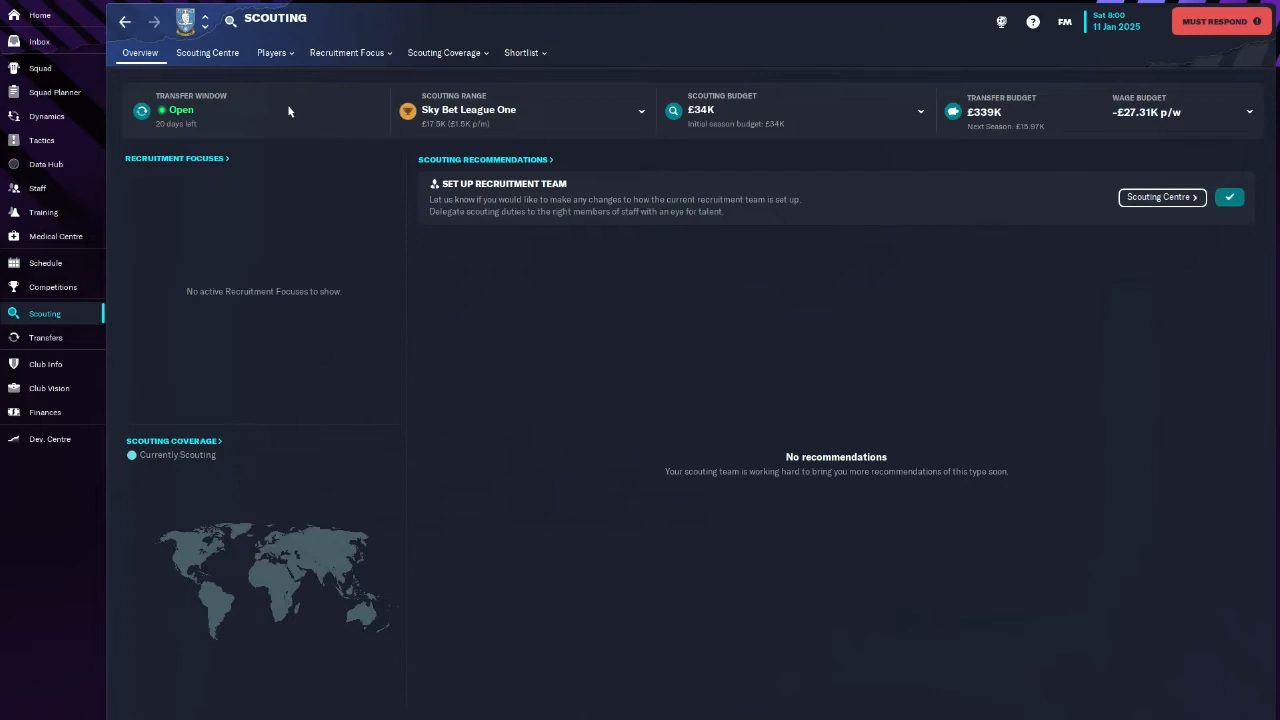 Home
Inbox
Squad
Squad Planner
Dynamics
Tactics
Data Hub
Staff
Training
Medical Centre
Schedule
Competitions
Scouting
Transfers
Club Info
Club Vision
Finances
Dev. Centre
SCOUTING
FM
Sat 8:00
11 Jan 2025
MUST RESPOND
Overview
Scouting Centre
Players
Recruitment Focus
Scouting Coverage
Shortlist
TRANSFER WINDOW
Open
20 days left
SCOUTING RANGE
Sky Bet League One
£17.5K (£1.5K p/m)
SCOUTING BUDGET
£34K
Initial season budget: £34K
TRANSFER BUDGET
£339K
Next Season: £15.97K
WAGE BUDGET
-£27.31K p/w
RECRUITMENT FOCUSES >
No active Recruitment Focuses to show.
SCOUTING COVERAGE >
Currently Scouting
SCOUTING RECOMMENDATIONS >
SET UP RECRUITMENT TEAM
Let us know if you would like to make any changes to how the current recruitment team is set up.
Delegate scouting duties to the right members of staff with an eye for talent.
Scouting Centre >
No recommendations
Your scouting team is working hard to bring you more recommendations of this type soon.